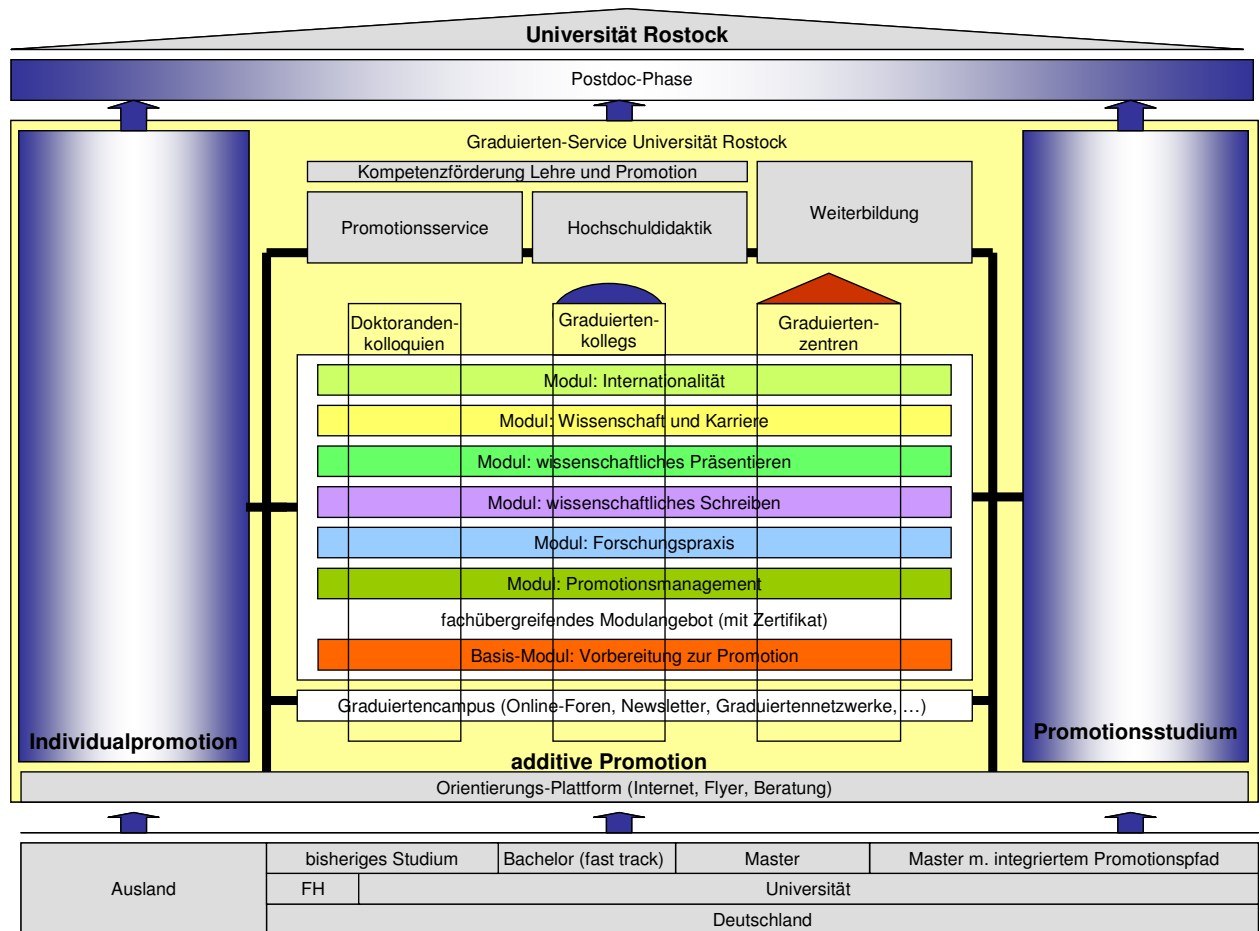 Universität Rostock
Postdoc-Phase
Graduierten-Service Universität Rostock
Kompetenzförderung Lehre und Promotion
Promotionsservice
Hochschuldidaktik
Weiterbildung
Doktoranden-
kolloquien
Graduierten-
kollegs
Graduierten-
zentren
Modul: Internationalität
Modul: Wissenschaft und Karriere
Modul: wissenschaftliches Präsentieren
Modul: wissenschaftliches Schreiben
Modul: Forschungspraxis
Modul: Promotionsmanagement
fachübergreifendes Modulangebot (mit Zertifikat)
Basis-Modul: Vorbereitung zur Promotion
Graduiertencampus (Online-Foren, Newsletter, Graduiertennetzwerke, …)
Individualpromotion
additive Promotion
Promotionsstudium
Orientierungs-Plattform (Internet, Flyer, Beratung)
Ausland
bisheriges Studium
Bachelor (fast track)
Master
Master m. integriertem Promotionspfad
FH
Universität
Deutschland